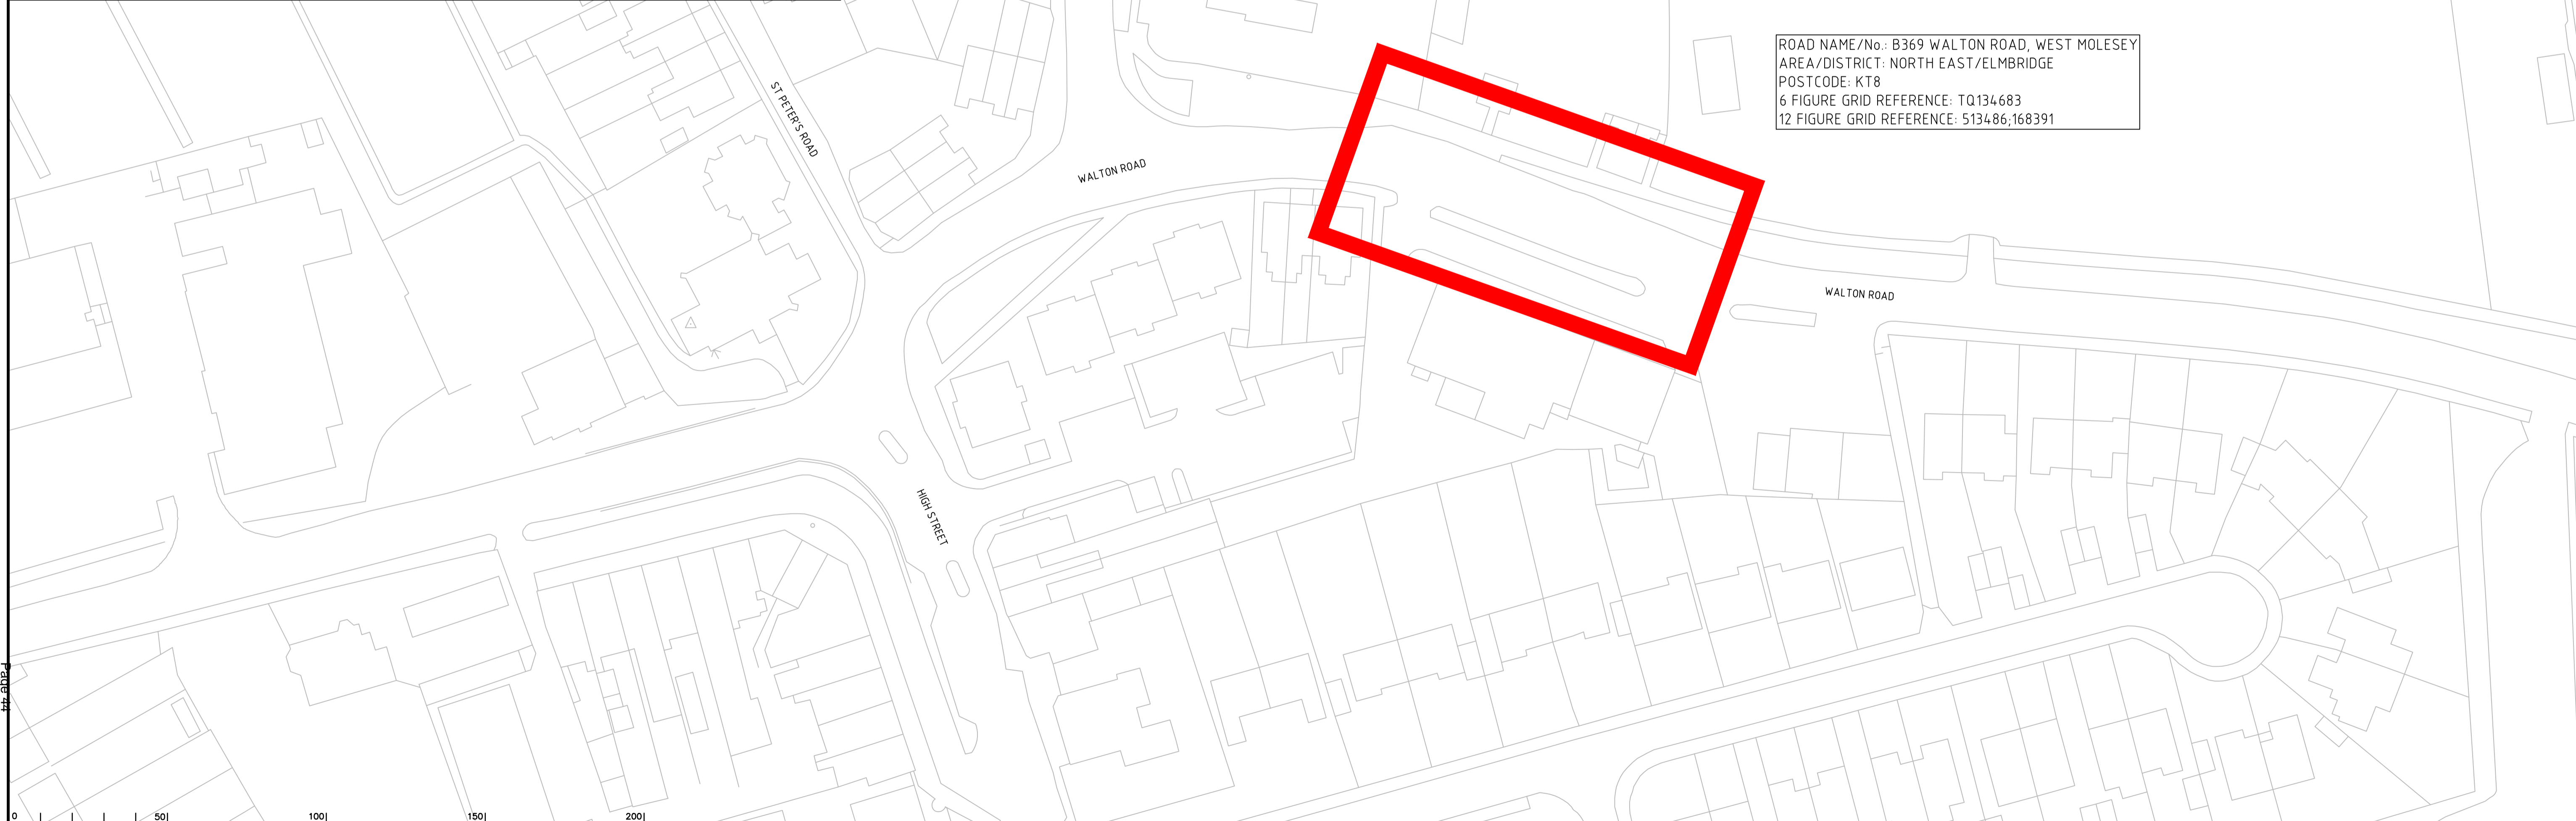 ROAD NAME/No.: B369 WALTON ROAD, WEST MOLESEY
AREA/DISTRICT: NORTH EAST/ELMBRIDGE
POSTCODE: KT8
6 FIGURE GRID REFERENCE: TQ134683
12 FIGURE GRID REFERENCE: 513486;168391
ST PETER'S ROAD
WALTON ROAD
WALTON ROAD
HIGH STREET
Page 44
0 50 100 150 200